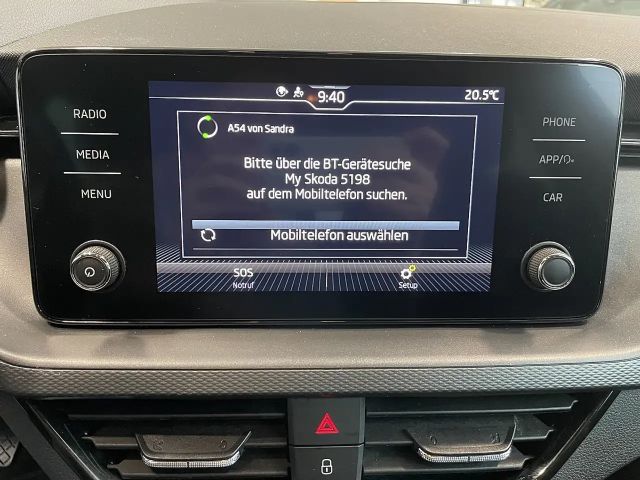 9:40
20.5°C
RADIO
MEDIA
MENU
A54 von Sandra
Bitte über die BT-Gerätesuche
My Skoda 5198
auf dem Mobiltelefon suchen.
Mobiltelefon auswählen
SOS
Notruf
Setup
PHONE
APP/
CAR